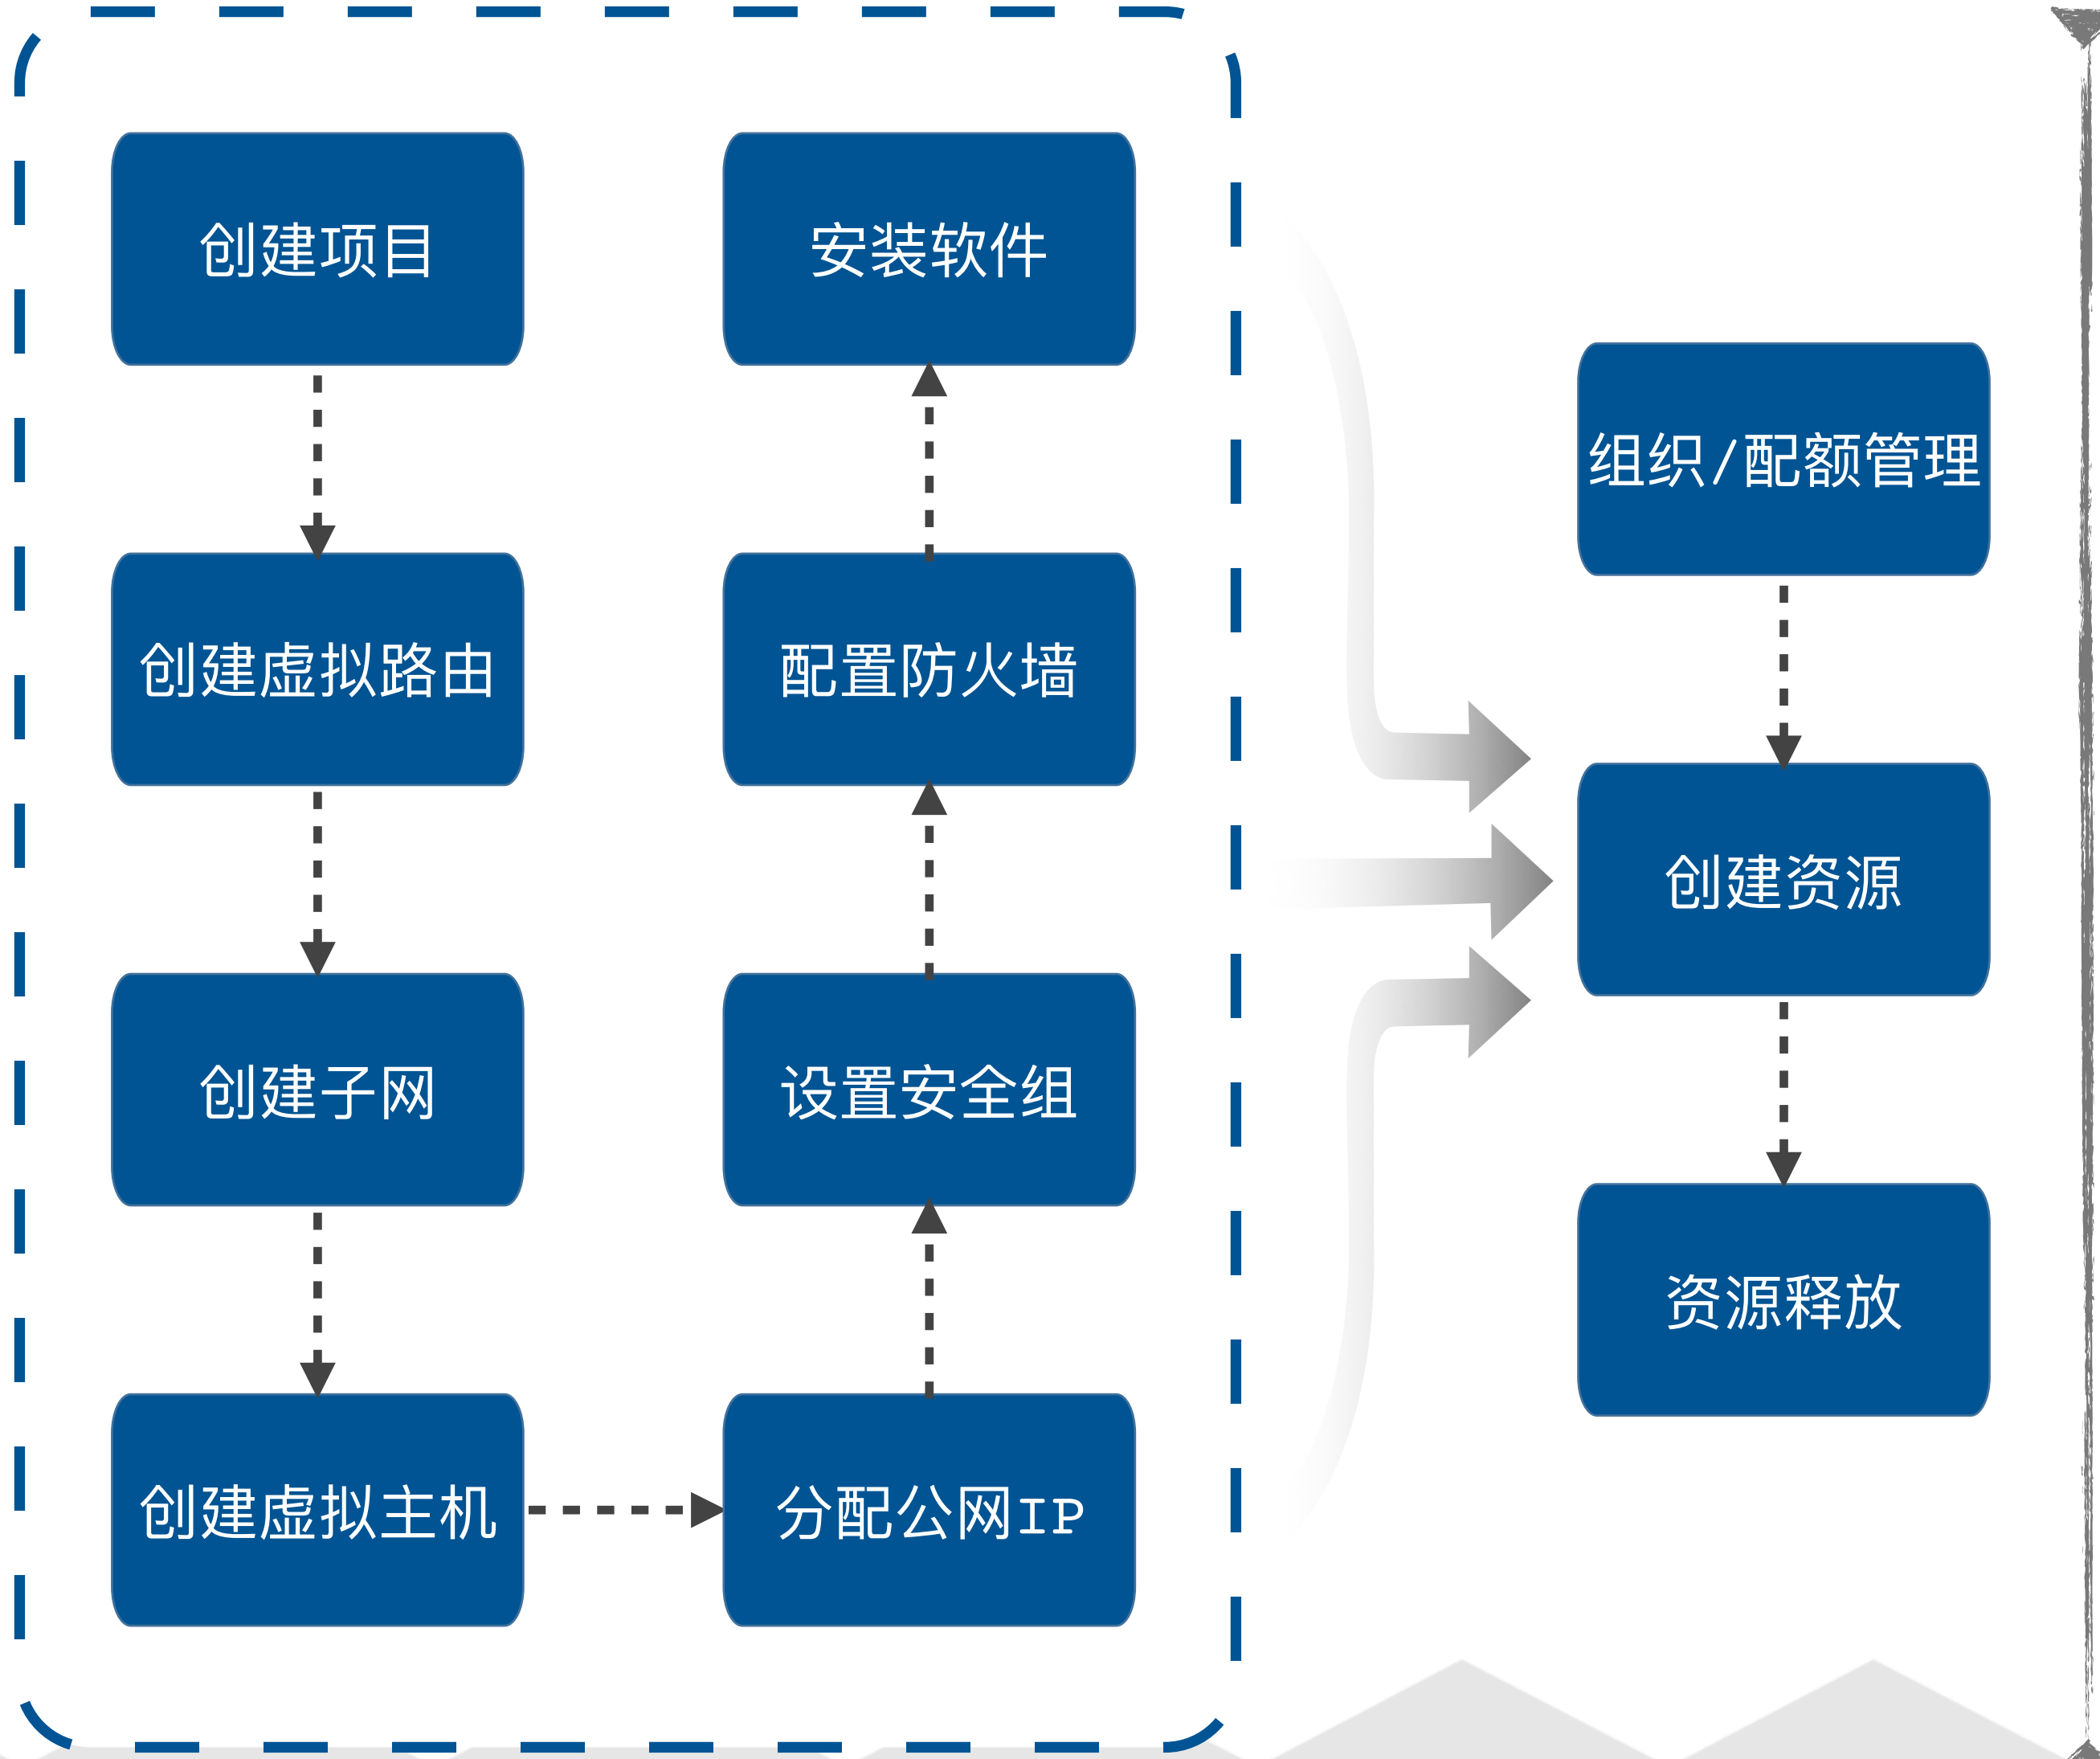 创建项目
创建虚拟路由
创建子网
创建虚拟主机
分配公网IP
设置安全组
配置防火墙
安装软件
组织/配额管理
创建资源
资源释放